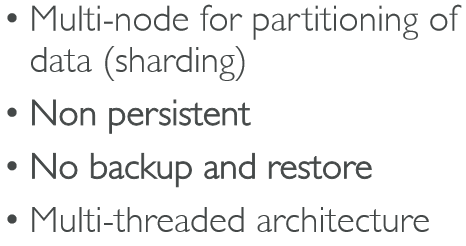 • Multi-node for partitioning of
data (sharding)
• Non persistent
• No backup and restore
• Multi-threaded architecture